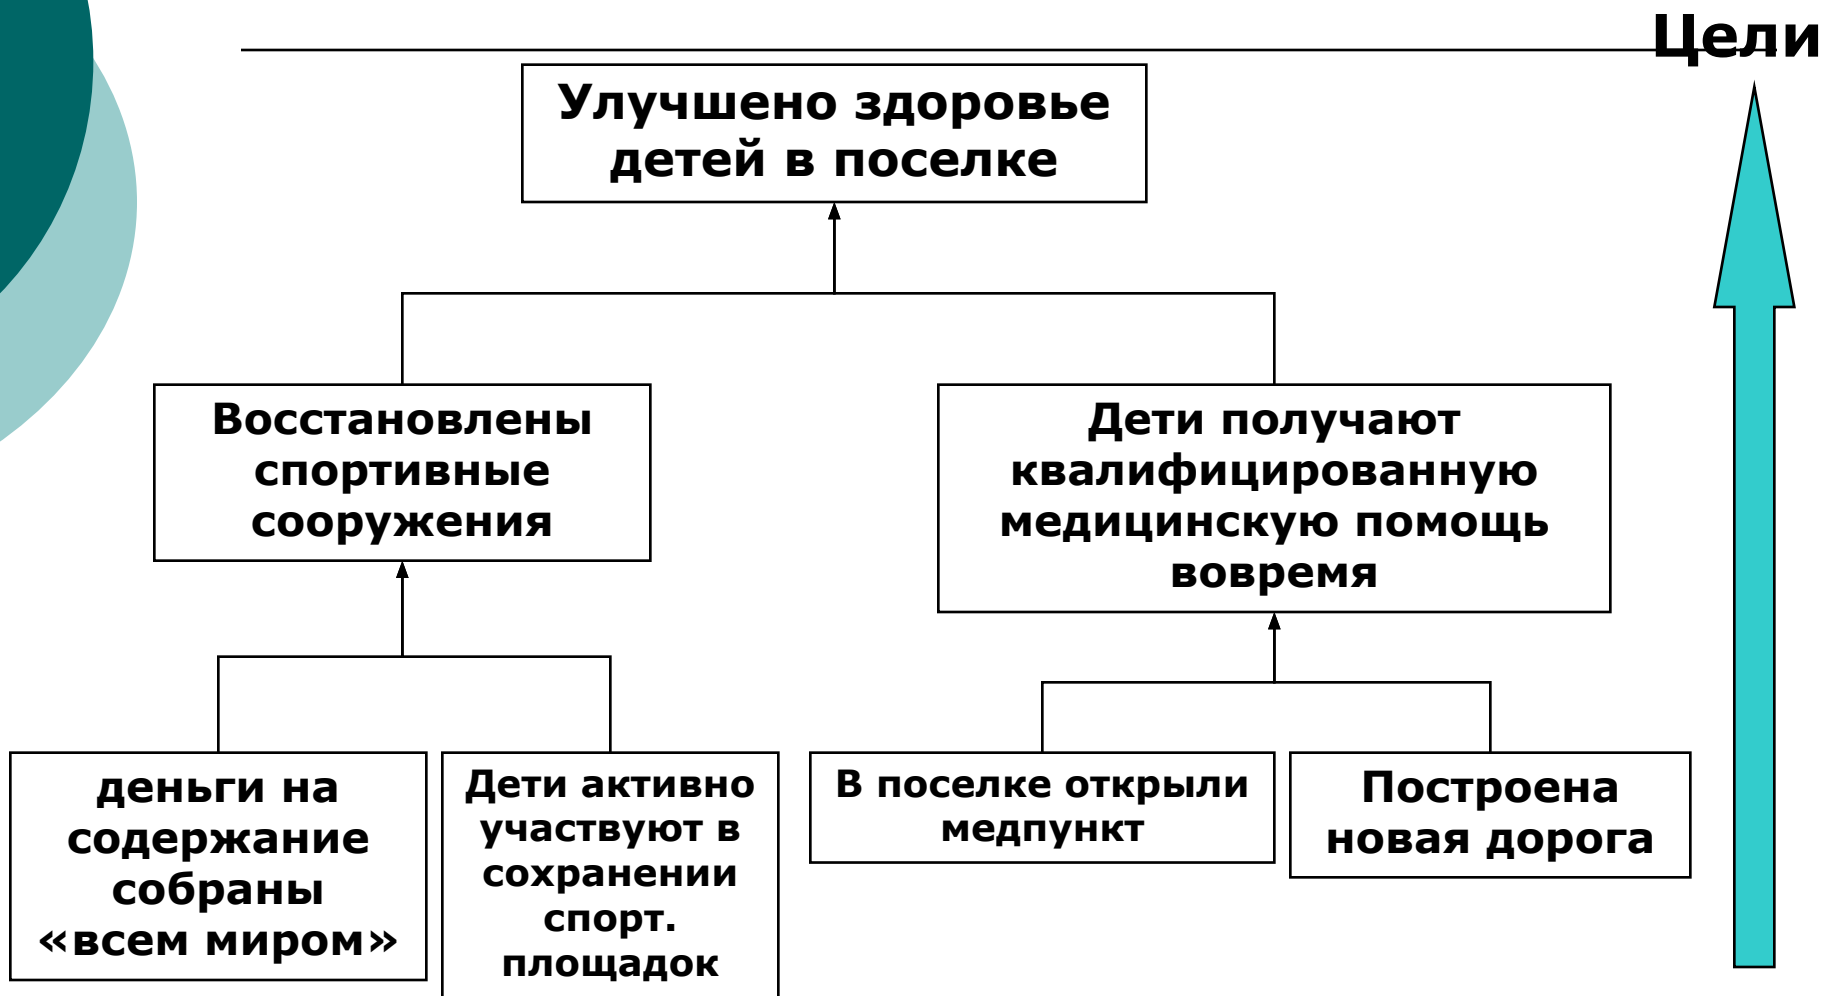 Цели
Улучшено здоровье
детей в поселке
Восстановлены
спортивные
сооружения
Дети получают
квалифицированную
медицинскую помощь
вовремя
деньги на
содержание
собраны
«всем миром»
Дети активно
участвуют в
сохранении
спорт.
площадок
В поселке открыли
медпункт
Построена
новая дорога